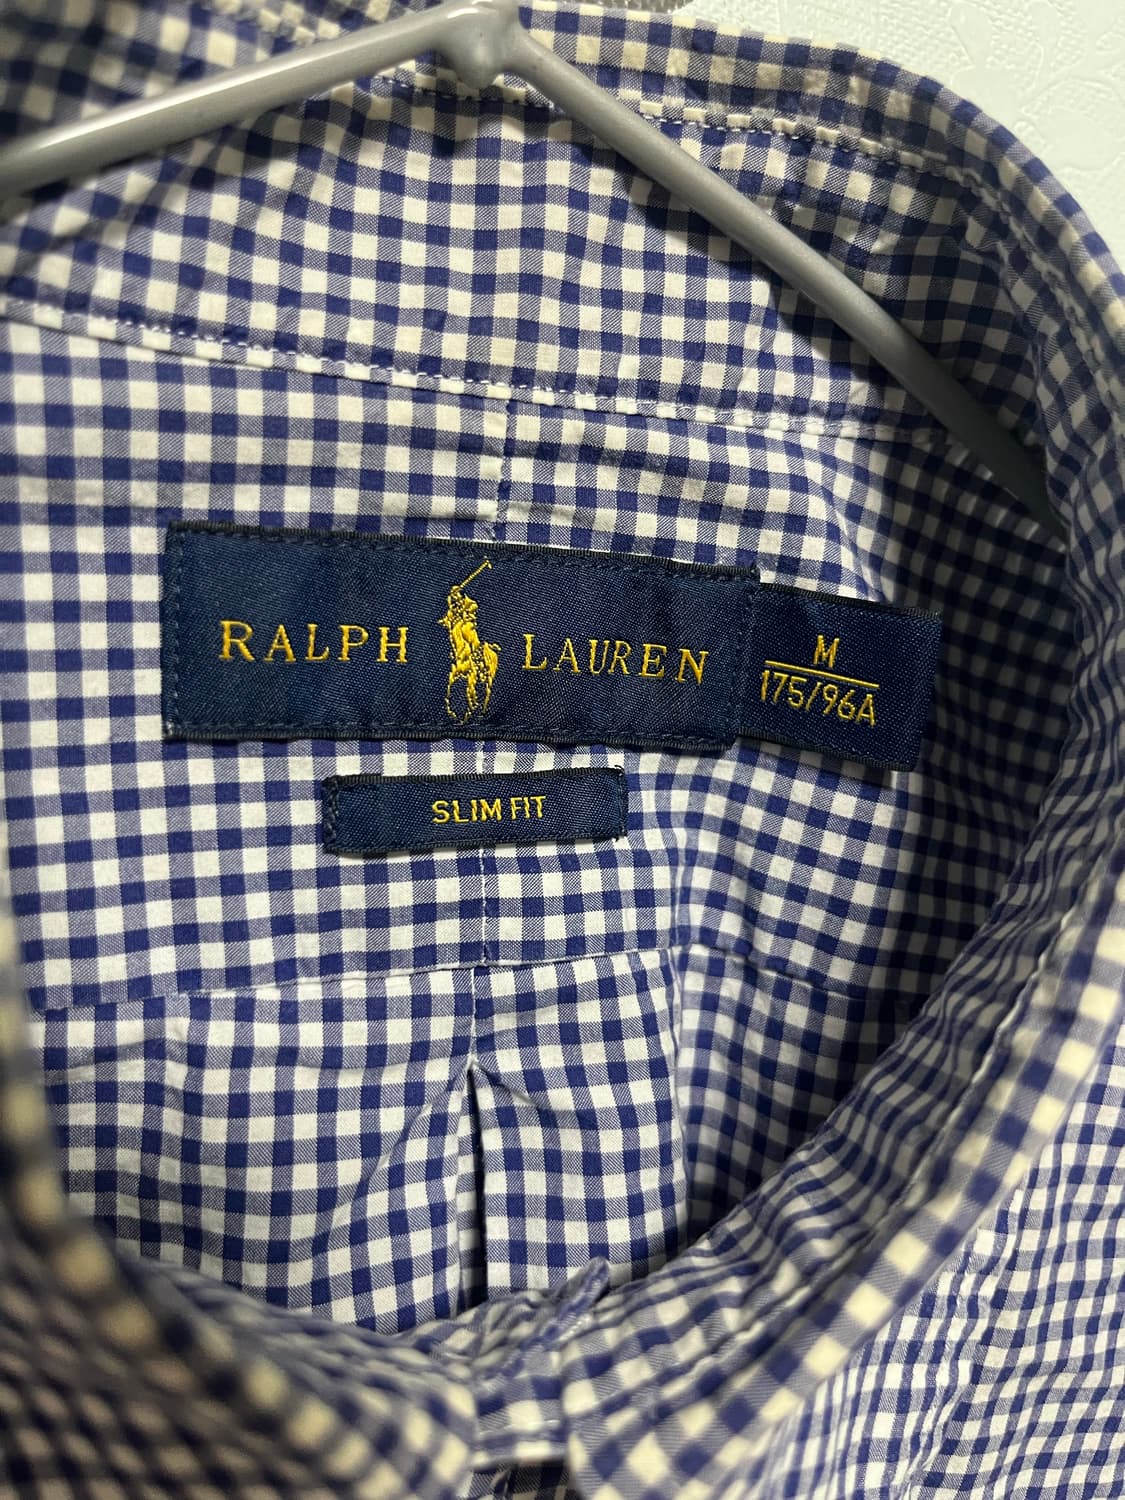 RALPH LAUREN
M
175/96A
SLIM FIT